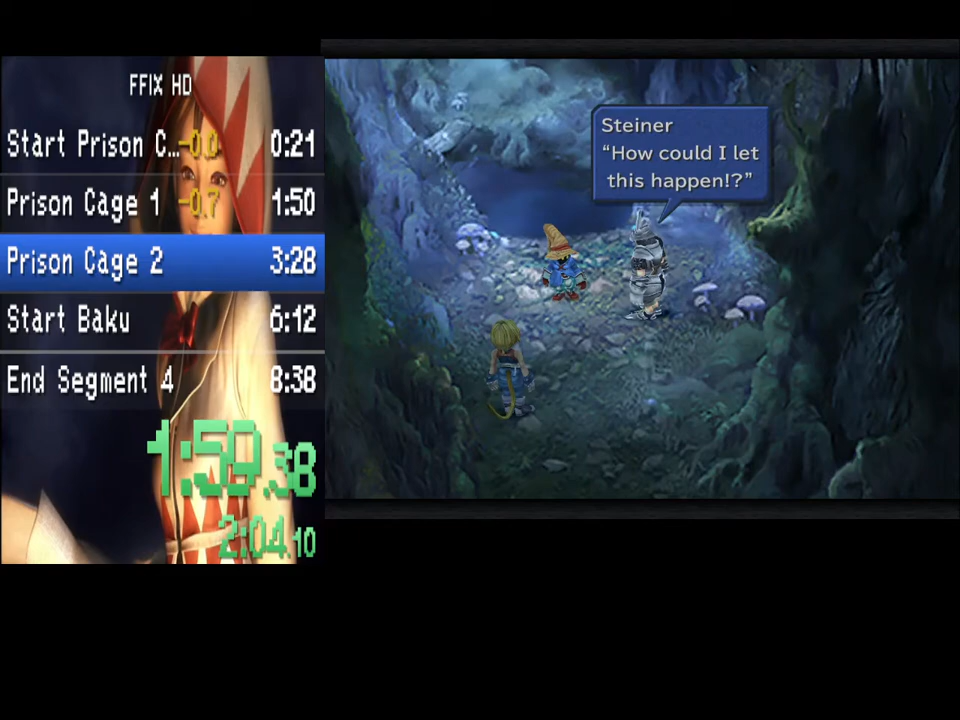 FFIX HD
Start Prison C... -0.0 0:21
Prison Cage 1 -0.7 1:50
Prison Cage 2 3:28
Start Baku 6:12
End Segment 4 8:38
1:59.38
2:04.10
Steiner
“How could I let
this happen!?”